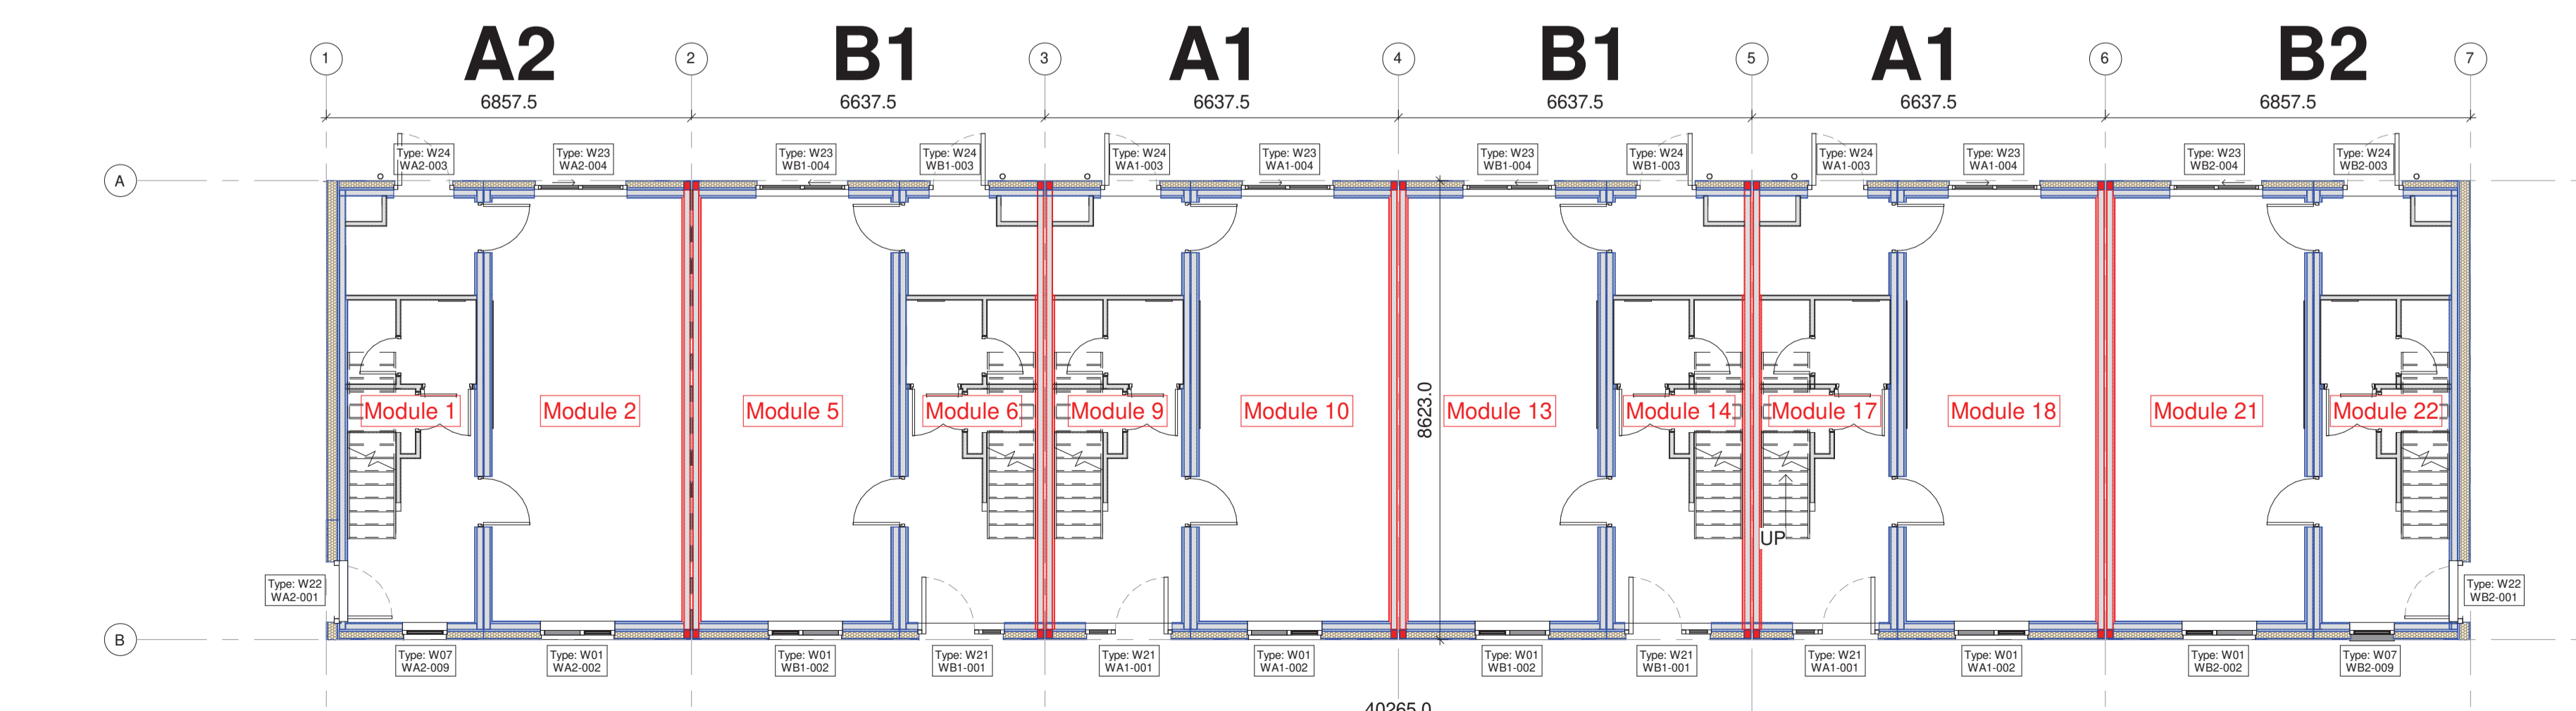 A2 B1 A1 B1 A1 B2
1 2 3 4 5 6 7
6857.5 6637.5 6637.5 6637.5 6637.5 6857.5
Type: W24 Type: W23 Type: W23 Type: W24 Type: W24 Type: W23 Type: W23 Type: W24 Type: W24 Type: W23 Type: W23 Type: W24
WA2-003 WA2-004 WB1-004 WB1-003 WA1-003 WA1-004 WB1-004 WB1-003 WA1-003 WA1-004 WB2-004 WB2-003
A
Module 1 Module 2 Module 5 Module 6 Module 9 Module 10 8623.0 Module 13 Module 14 Module 17 Module 18 Module 21 Module 22
UP
Type: W22 Type: W22
WA2-001 WB2-001
B
Type: W07 Type: W01 Type: W01 Type: W21 Type: W21 Type: W01 Type: W01 Type: W21 Type: W21 Type: W01 Type: W01 Type: W07
WA2-009 WA2-002 WB1-002 WB1-001 WA1-001 WA1-002 WB1-002 WB1-001 WA1-001 WA1-002 WB2-002 WB2-009
40265.0